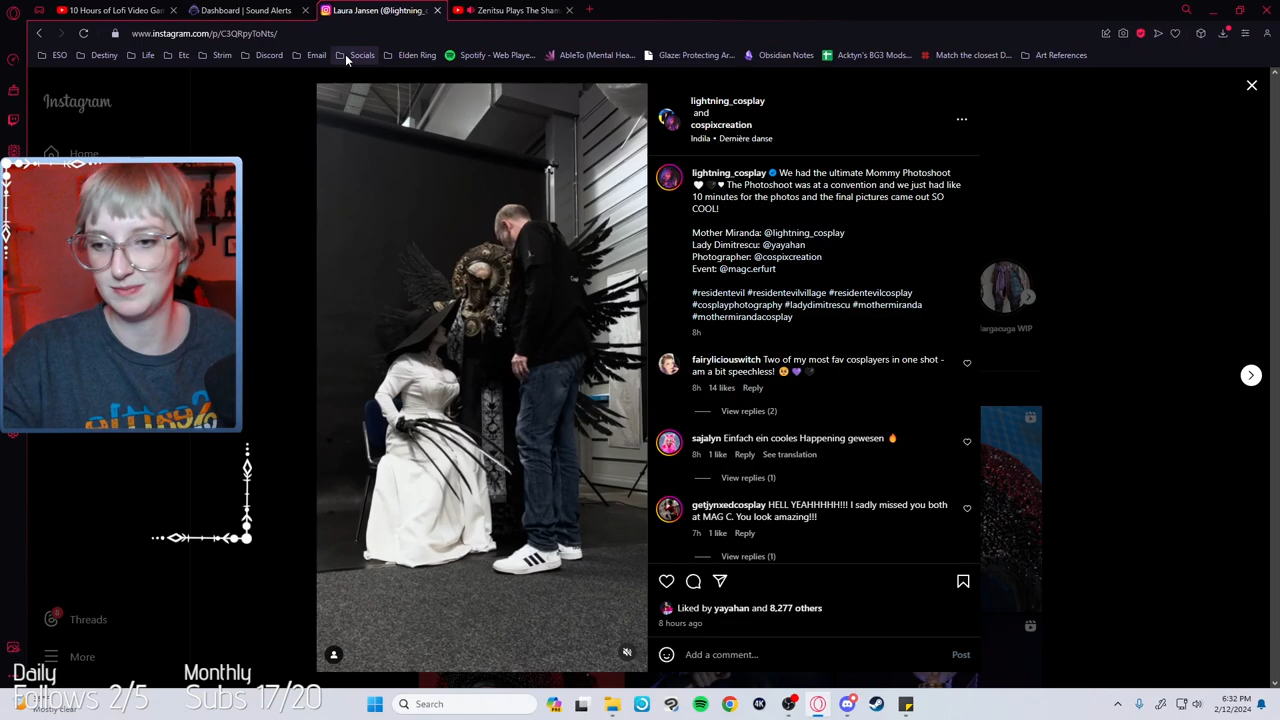 10 Hours of Lofi Video Gam
Dashboard | Sound Alerts
Laura Jansen (@lightning_c
Zenitsu Plays The Sham
www.instagram.com/p/C3QRpyToNts/
ESO
Destiny
Life
Etc
Strim
Discord
Email
Socials
Elden Ring
Spotify - Web Playe...
AbleTo (Mental Hea...
Glaze: Protecting Ar...
Obsidian Notes
Acktyn's BG3 Mods...
Match the closest D...
Art References
Instagram
Home
lightning_cosplay
and
cospixcreation
Indila • Dernière danse
lightning_cosplay We had the ultimate Mommy Photoshoot
🤍 🖤 ♥ The Photoshoot was at a convention and we just had like
10 minutes for the photos and the final pictures came out SO
COOL!
Mother Miranda: @lightning_cosplay
Lady Dimitrescu: @yayahan
Photographer: @cospixcreation
Event: @magc.erfurt
#residentevil #residentevilvillage #residentevilcosplay
#cosplayphotography #ladydimitrescu #mothermiranda
#mothermirandacosplay
8h
fairyliciouswitch Two of my most fav cosplayers in one shot -
am a bit speechless! 🥹 💜 🖤
8h 14 likes Reply
View replies (2)
sajalyn Einfach ein cooles Happening gewesen 🔥
8h 1 like Reply See translation
View replies (1)
getjynxedcosplay HELL YEAHHHHH!!! I sadly missed you both
at MAG C. You look amazing!!!
7h 1 like Reply
View replies (1)
Liked by yayahan and 8,277 others
8 hours ago
Add a comment...
Post
largacuga WIP
Threads
More
Daily
Follows 2/5
Monthly
Subs 17/20
Mostly clear
Search
4K
6:32 PM
2/12/2024